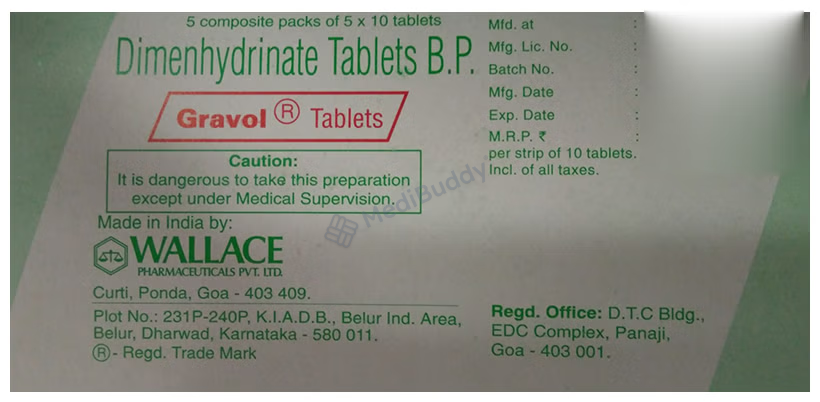 5 composite packs of 5 x 10 tablets
Dimenhydrinate Tablets B.P.
Gravol ® Tablets
Caution:
It is dangerous to take this preparation
except under Medical Supervision.
Made in India by:
WALLACE
PHARMACEUTICALS PVT. LTD.
Curti, Ponda, Goa - 403 409.
Plot No.: 231P-240P, K.I.A.D.B., Belur Ind. Area,
Belur, Dharwad, Karnataka - 580 011.
® - Regd. Trade Mark
Mfd. at :
Mfg. Lic. No. :
Batch No. :
Mfg. Date :
Exp. Date :
M.R.P. ₹ :
per strip of 10 tablets.
Incl. of all taxes.
Regd. Office: D.T.C Bldg.,
EDC Complex, Panaji,
Goa - 403 001.
MediBuddy